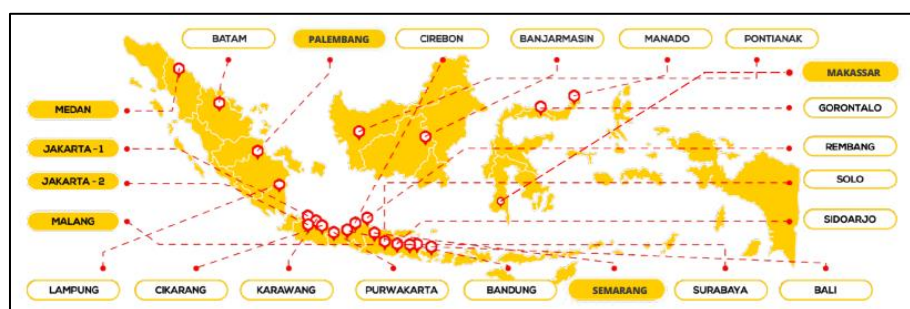 BATAM
PALEMBANG
CIREBON
BANJARMASIN
MANADO
PONTIANAK
MAKASSAR
MEDAN
GORONTALO
JAKARTA - 1
REMBANG
JAKARTA - 2
SOLO
MALANG
SIDOARJO
LAMPUNG
CIKARANG
KARAWANG
PURWAKARTA
BANDUNG
SEMARANG
SURABAYA
BALI